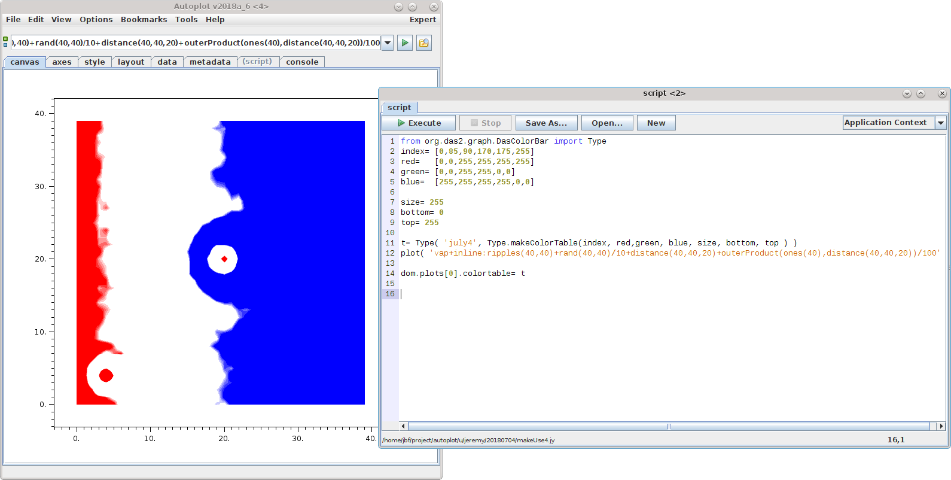 Autoplot v2018a_6 <4>
File Edit View Options Bookmarks Tools Help Expert
),40)+rand(40,40)/10+distance(40,40,20)+outerProduct(ones(40),distance(40,40,20))/100
canvas axes style layout data metadata (script) console
40.
30.
20.
10.
0.
0. 10. 20. 30. 40.
script <2>
script
Execute Stop Save As... Open... New Application Context
1 from org.das2.graph.DasColorBar import Type
2 index= [0,85,90,170,175,255]
3 red= [0,0,255,255,255,255]
4 green= [0,0,255,255,0,0]
5 blue= [255,255,255,255,0,0]
6
7 size= 255
8 bottom= 0
9 top= 255
10
11 t= Type( 'july4', Type.makeColorTable(index, red,green, blue, size, bottom, top ) )
12 plot( 'vap+inline:ripples(40,40)+rand(40,40)/10+distance(40,40,20)+outerProduct(ones(40),distance(40,40,20))/100'
13
14 dom.plots[0].colortable= t
15
16
/home/jbf/project/autoplot/u/jeremy/20180704/makeUse4.jy 16,1